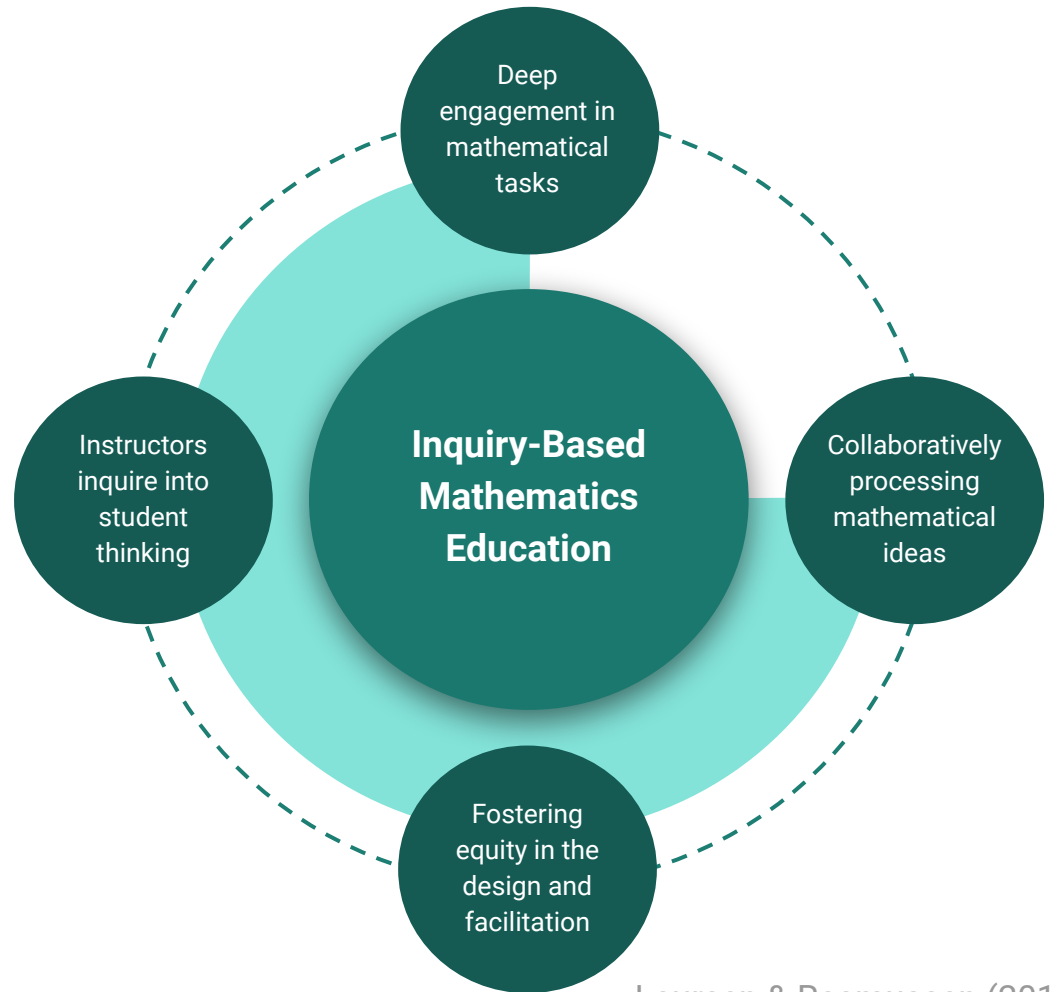 Deep
engagement in
mathematical
tasks
Instructors
inquire into
student
thinking
Inquiry-Based
Mathematics
Education
Collaboratively
processing
mathematical
ideas
Fostering
equity in the
design and
facilitation